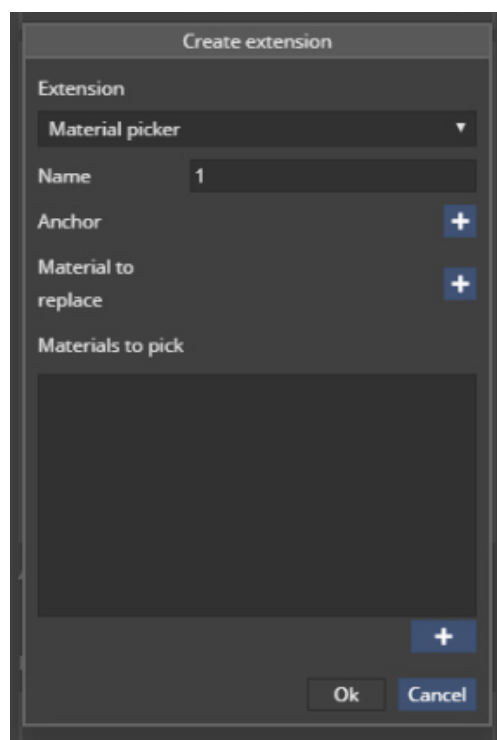 Create extension
Extension
Material picker
Name 1
Anchor
Material to
replace
Materials to pick
Ok Cancel